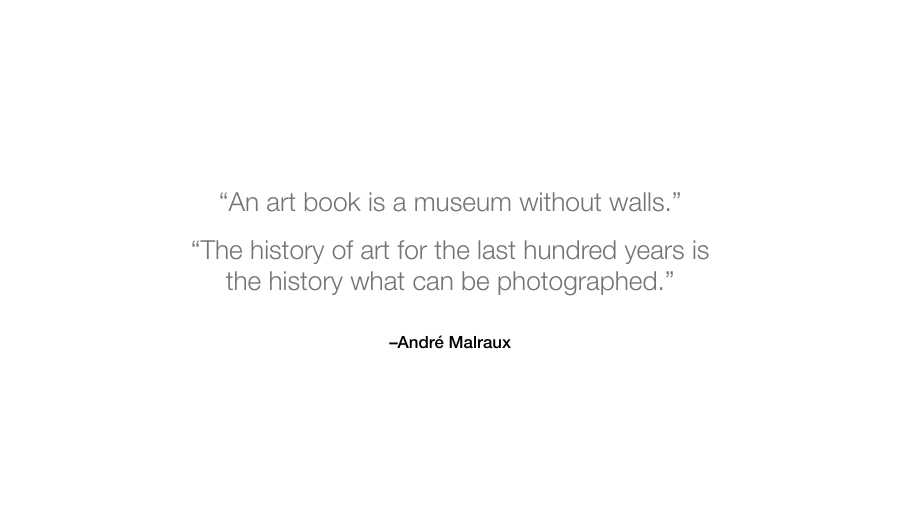 “An art book is a museum without walls.”
“The history of art for the last hundred years is
the history what can be photographed.”
–André Malraux